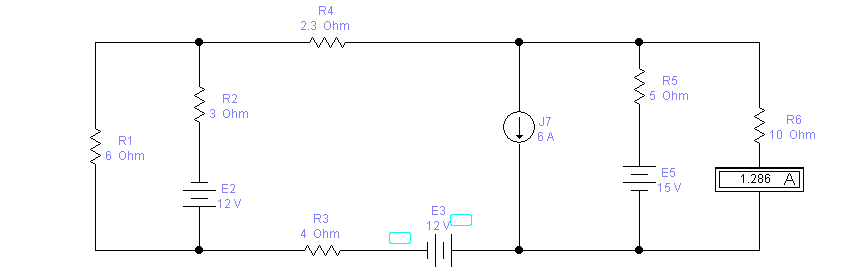 R4
2.3 Ohm
R1
6 Ohm
R2
3 Ohm
E2
12 V
R3
4 Ohm
E3
12 V
J7
6 A
R5
5 Ohm
E5
15 V
R6
10 Ohm
1.286 A